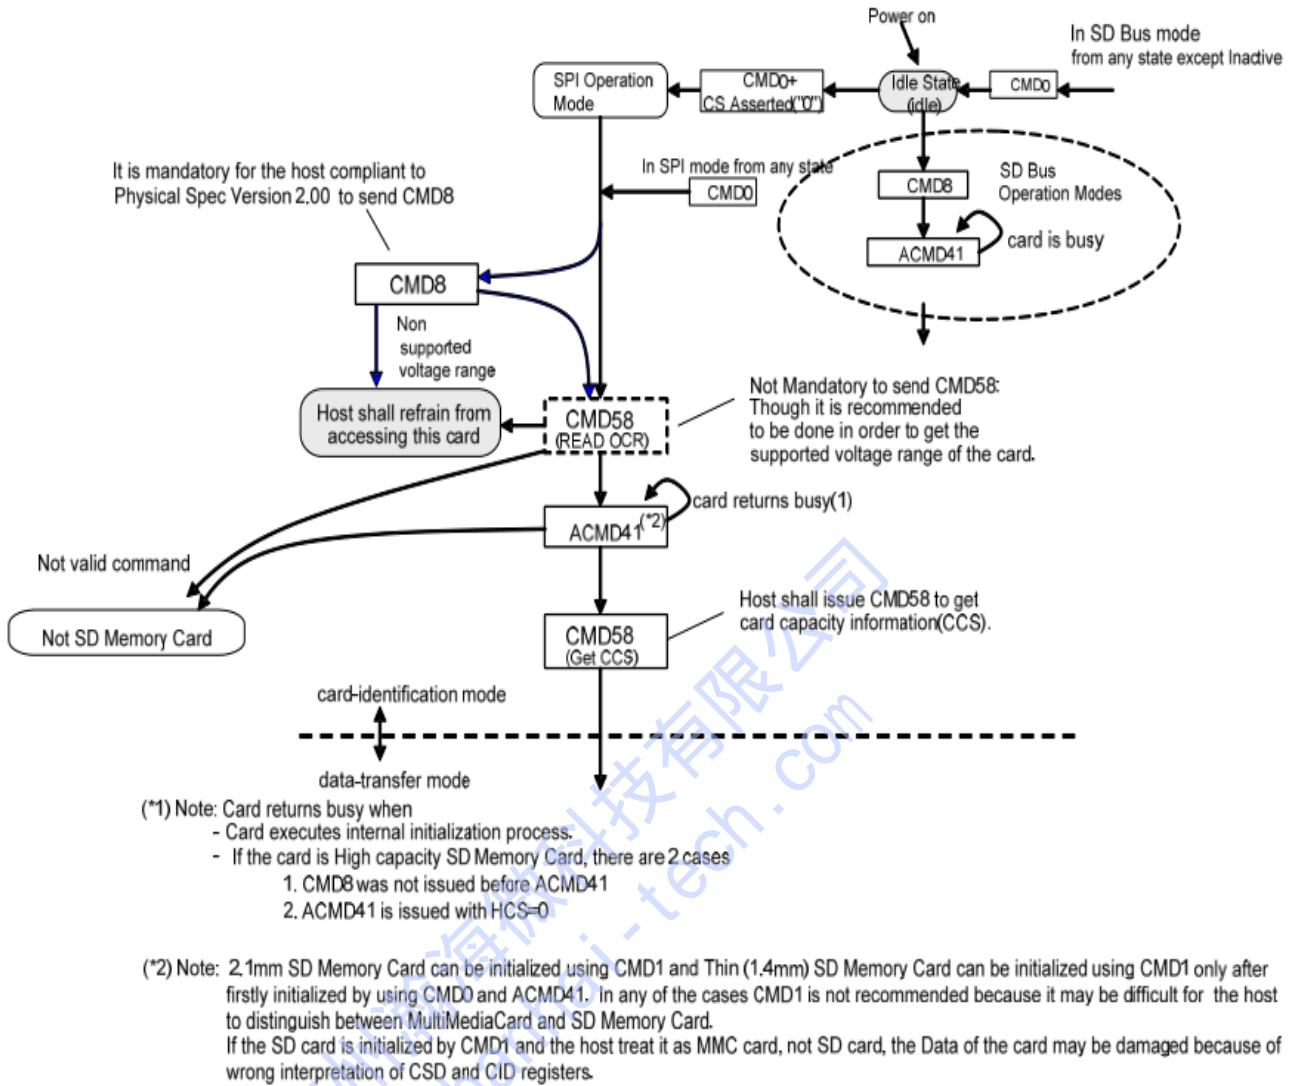 Power on
In SD Bus mode
from any state except Inactive
SPI Operation
Mode
CMD0+
CS Asserted("0")
Idle State
(idle)
CMD0
It is mandatory for the host compliant to
Physical Spec Version 2.00 to send CMD8
In SPI mode from any state
CMD0
CMD8
SD Bus
Operation Modes
ACMD41
card is busy
CMD8
Non
supported
voltage range
Host shall refrain from
accessing this card
CMD58
(READ OCR)
Not Mandatory to send CMD58:
Though it is recommended
to be done in order to get the
supported voltage range of the card.
ACMD41(*2)
card returns busy(1)
Not valid command
Not SD Memory Card
CMD58
(Get CCS)
Host shall issue CMD58 to get
card capacity information(CCS).
card-identification mode
data-transfer mode
(*1) Note: Card returns busy when
- Card executes internal initialization process.
- If the card is High capacity SD Memory Card, there are 2 cases
1. CMD8 was not issued before ACMD41
2. ACMD41 is issued with HCS=0
(*2) Note: 2.1mm SD Memory Card can be initialized using CMD1 and Thin (1.4mm) SD Memory Card can be initialized using CMD1 only after
firstly initialized by using CMD0 and ACMD41. In any of the cases CMD1 is not recommended because it may be difficult for the host
to distinguish between MultiMediaCard and SD Memory Card.
If the SD card is initialized by CMD1 and the host treat it as MMC card, not SD card, the Data of the card may be damaged because of
wrong interpretation of CSD and CID registers.
瀚海微科技有限公司
hanhai-tech.com